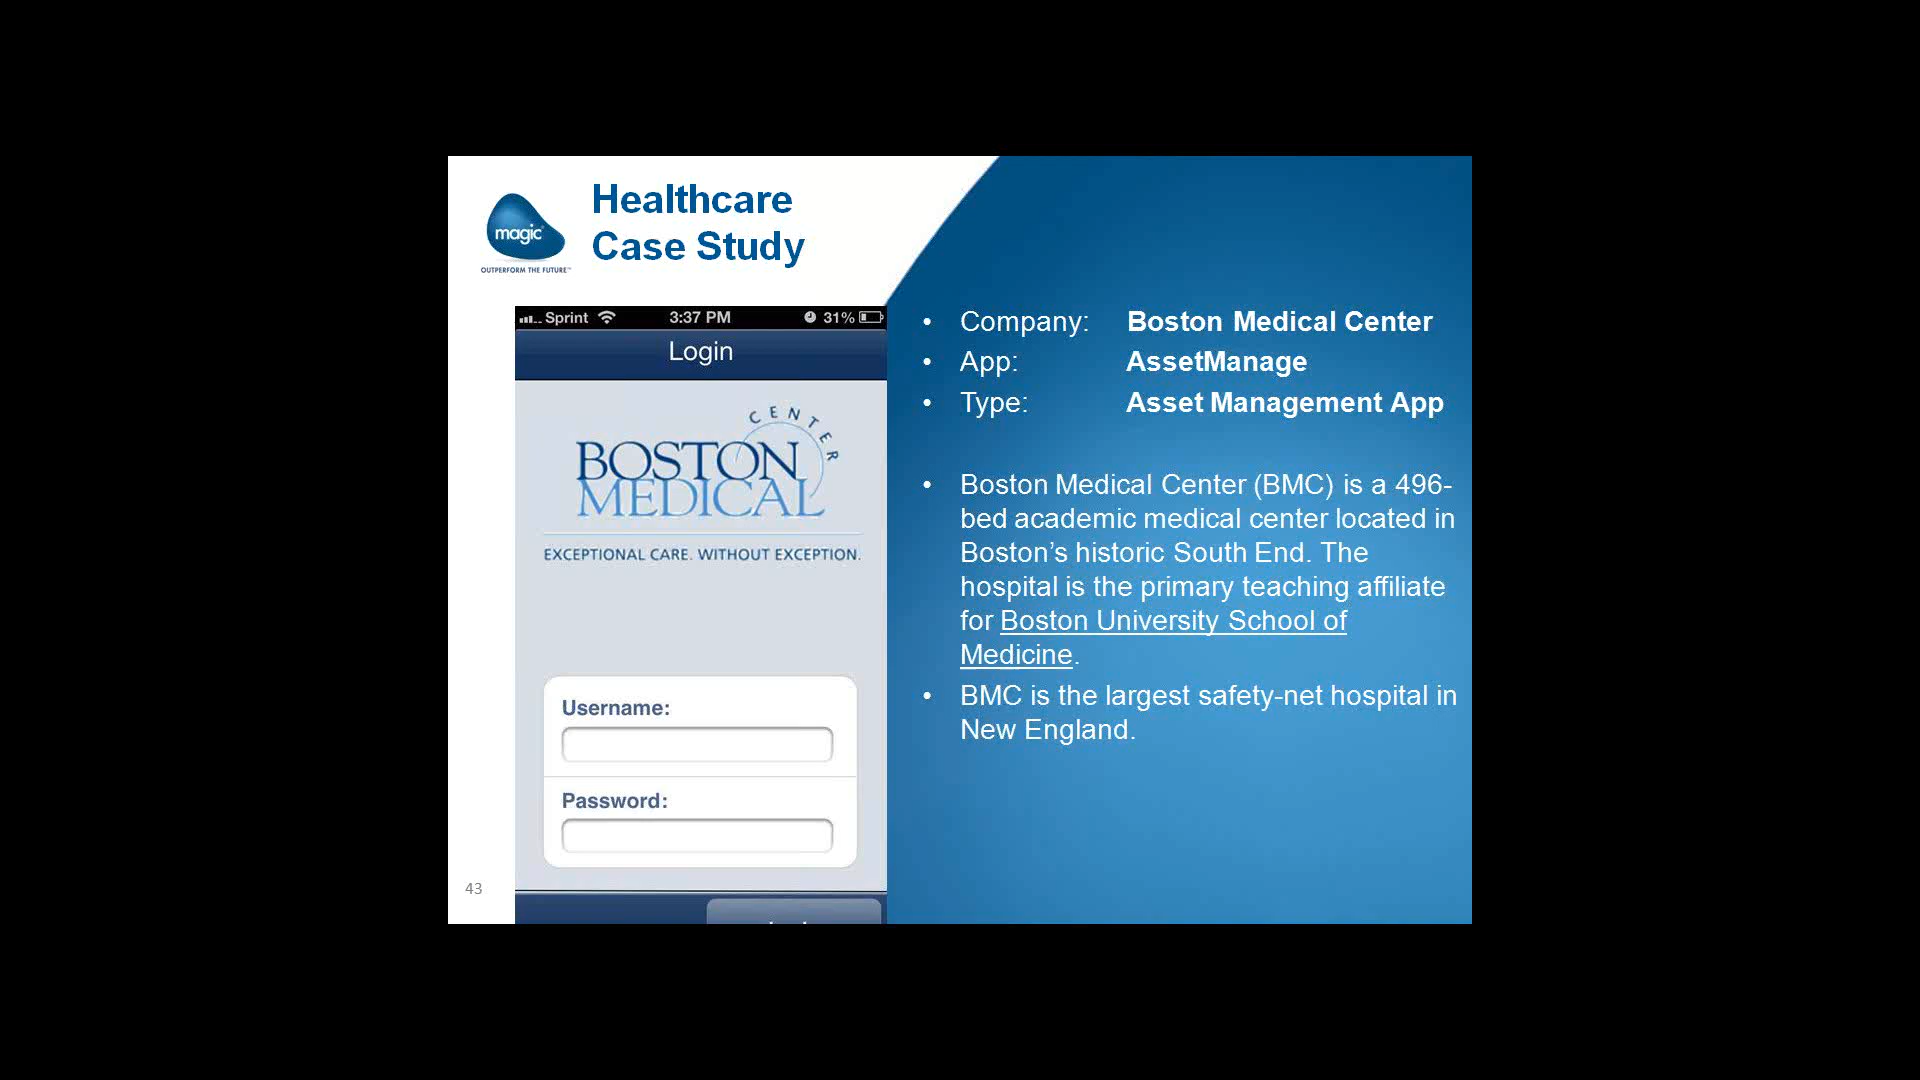 Healthcare
Case Study
magic
OUTPERFORM THE FUTURE™
Sprint 3:37 PM 31%
Login
CENTER
BOSTON
MEDICAL
EXCEPTIONAL CARE. WITHOUT EXCEPTION.
Username:
Password:
43
• Company: Boston Medical Center
• App: AssetManage
• Type: Asset Management App
• Boston Medical Center (BMC) is a 496-
bed academic medical center located in
Boston’s historic South End. The
hospital is the primary teaching affiliate
for Boston University School of
Medicine.
• BMC is the largest safety-net hospital in
New England.